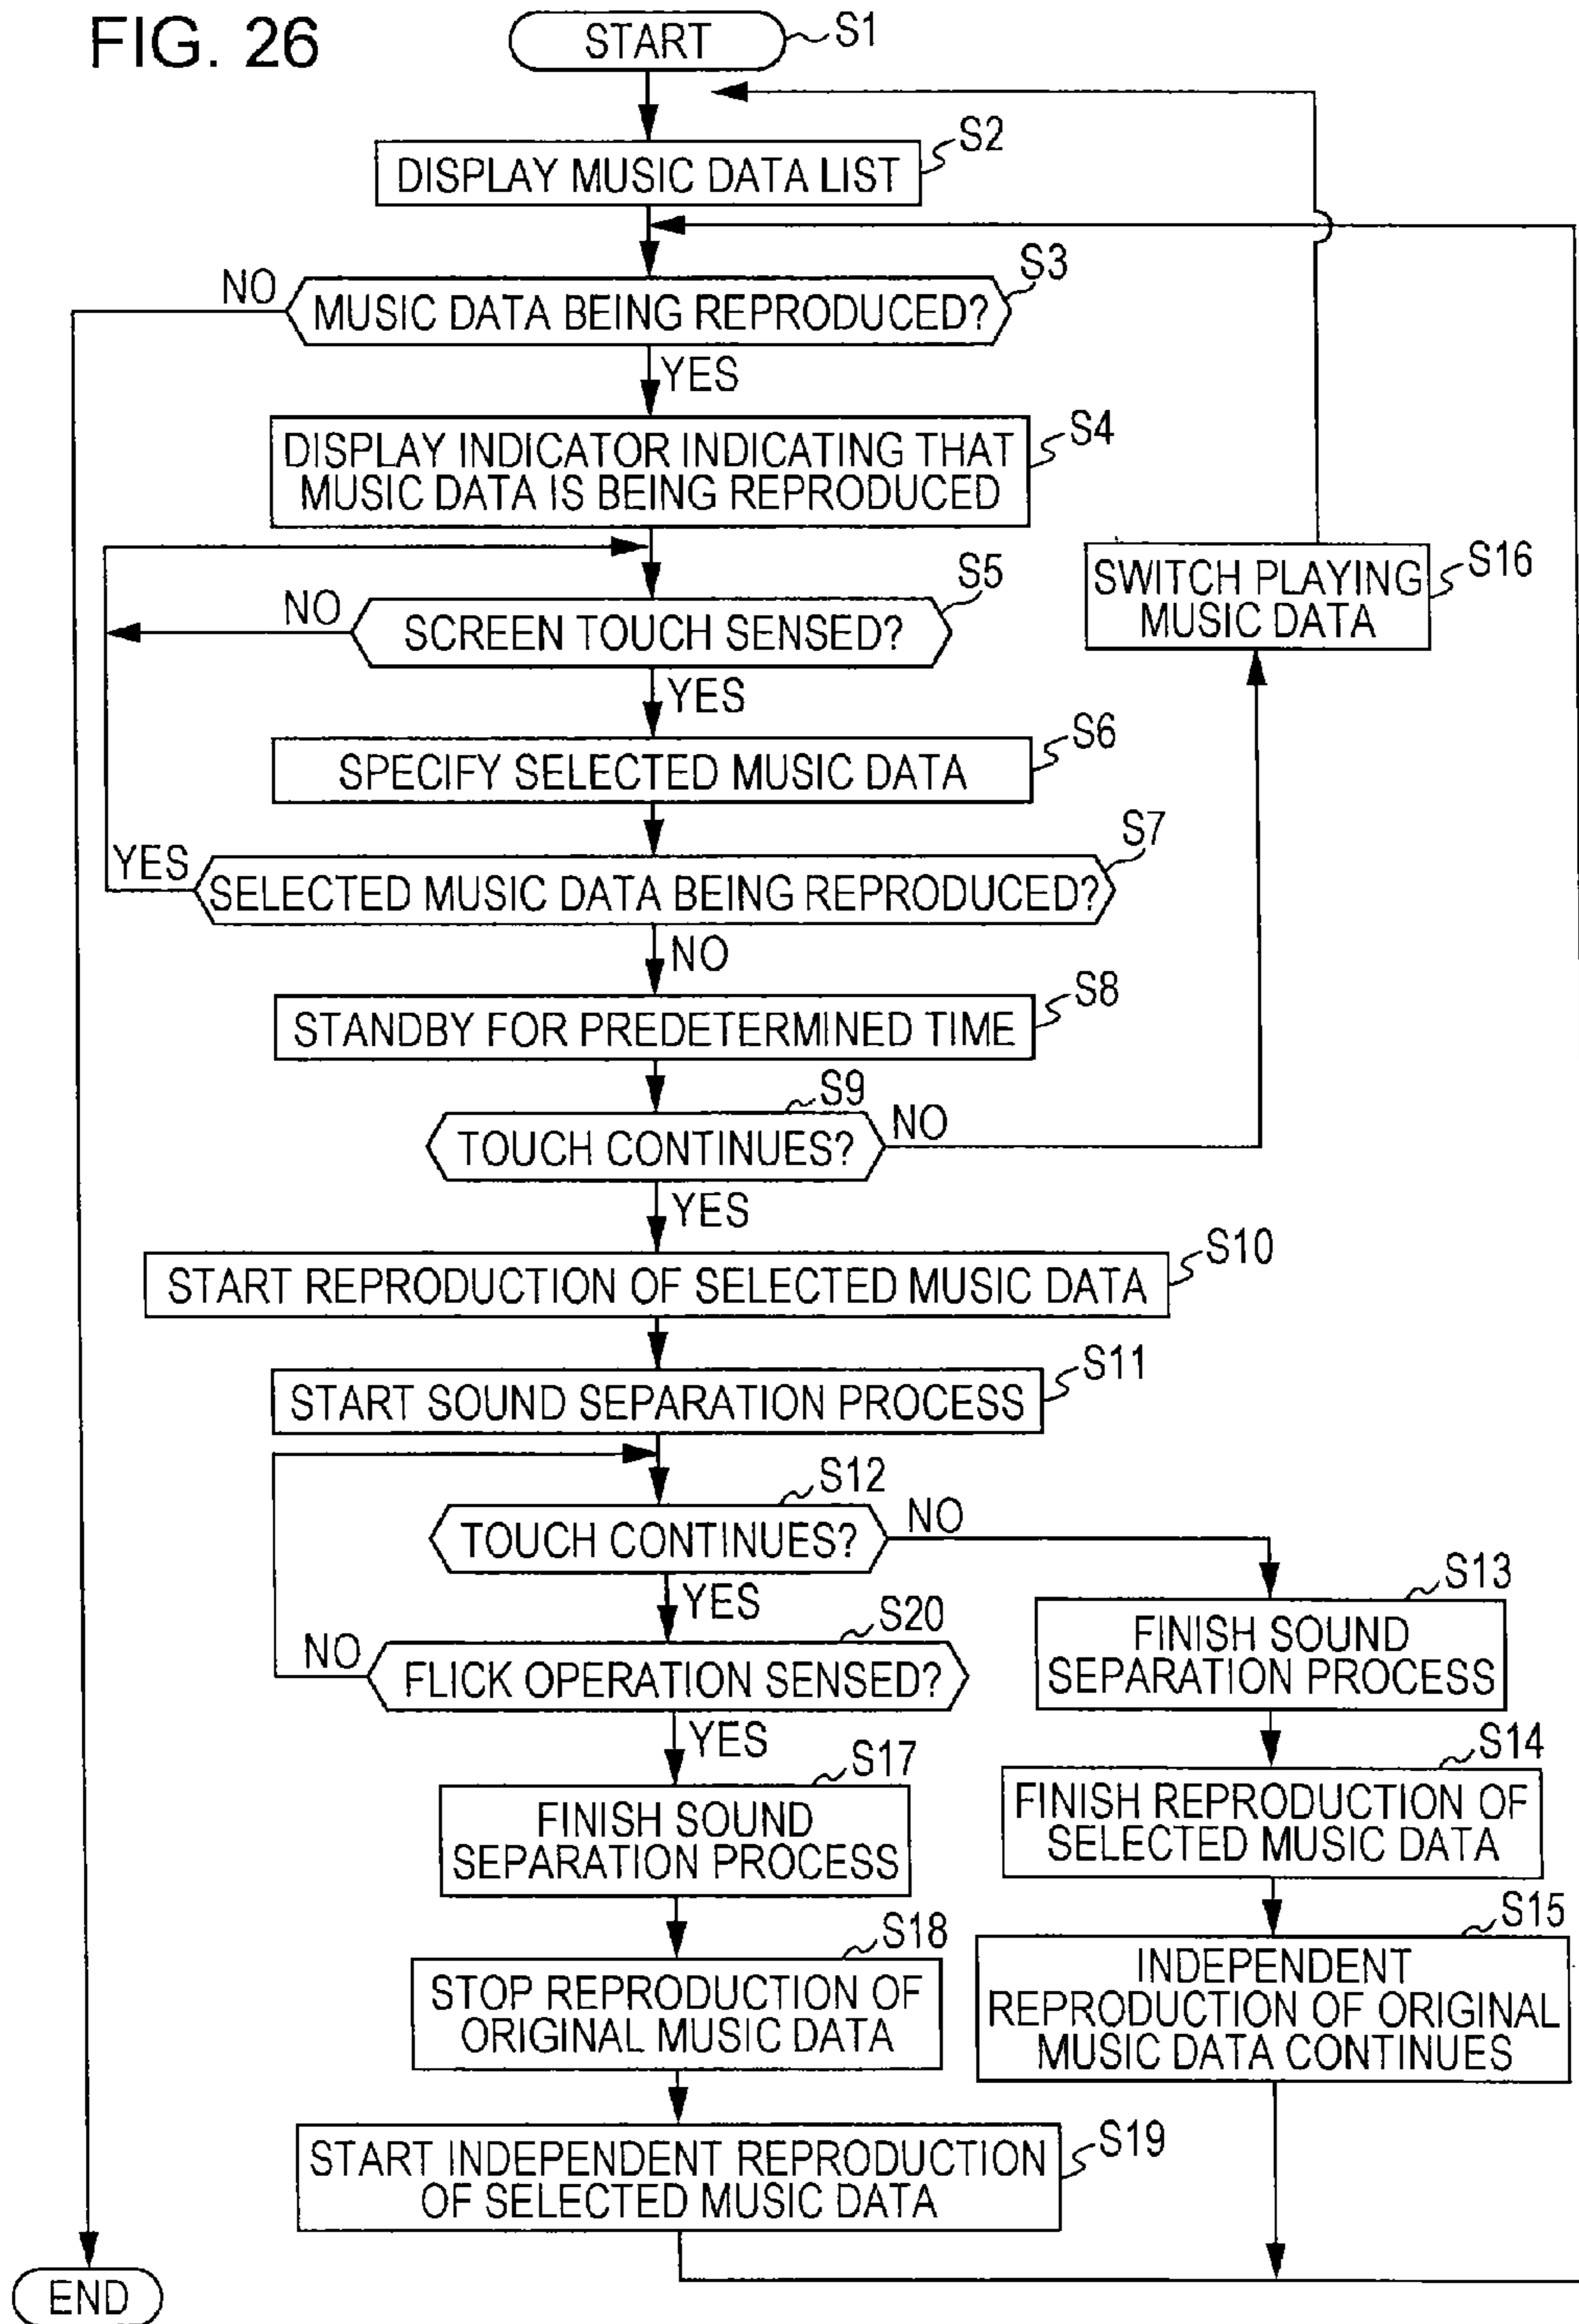 FIG. 26
START
S1
DISPLAY MUSIC DATA LIST
S2
NO
MUSIC DATA BEING REPRODUCED?
S3
YES
DISPLAY INDICATOR INDICATING THAT
MUSIC DATA IS BEING REPRODUCED
S4
NO
SCREEN TOUCH SENSED?
S5
SWITCH PLAYING
MUSIC DATA
S16
YES
SPECIFY SELECTED MUSIC DATA
S6
YES
SELECTED MUSIC DATA BEING REPRODUCED?
S7
NO
STANDBY FOR PREDETERMINED TIME
S8
S9
TOUCH CONTINUES?
NO
YES
START REPRODUCTION OF SELECTED MUSIC DATA
S10
START SOUND SEPARATION PROCESS
S11
S12
TOUCH CONTINUES?
NO
YES
S13
FINISH SOUND
SEPARATION PROCESS
S20
NO
FLICK OPERATION SENSED?
YES
S14
FINISH REPRODUCTION OF
SELECTED MUSIC DATA
S17
FINISH SOUND
SEPARATION PROCESS
S15
INDEPENDENT
REPRODUCTION OF ORIGINAL
MUSIC DATA CONTINUES
S18
STOP REPRODUCTION OF
ORIGINAL MUSIC DATA
START INDEPENDENT REPRODUCTION
OF SELECTED MUSIC DATA
S19
END